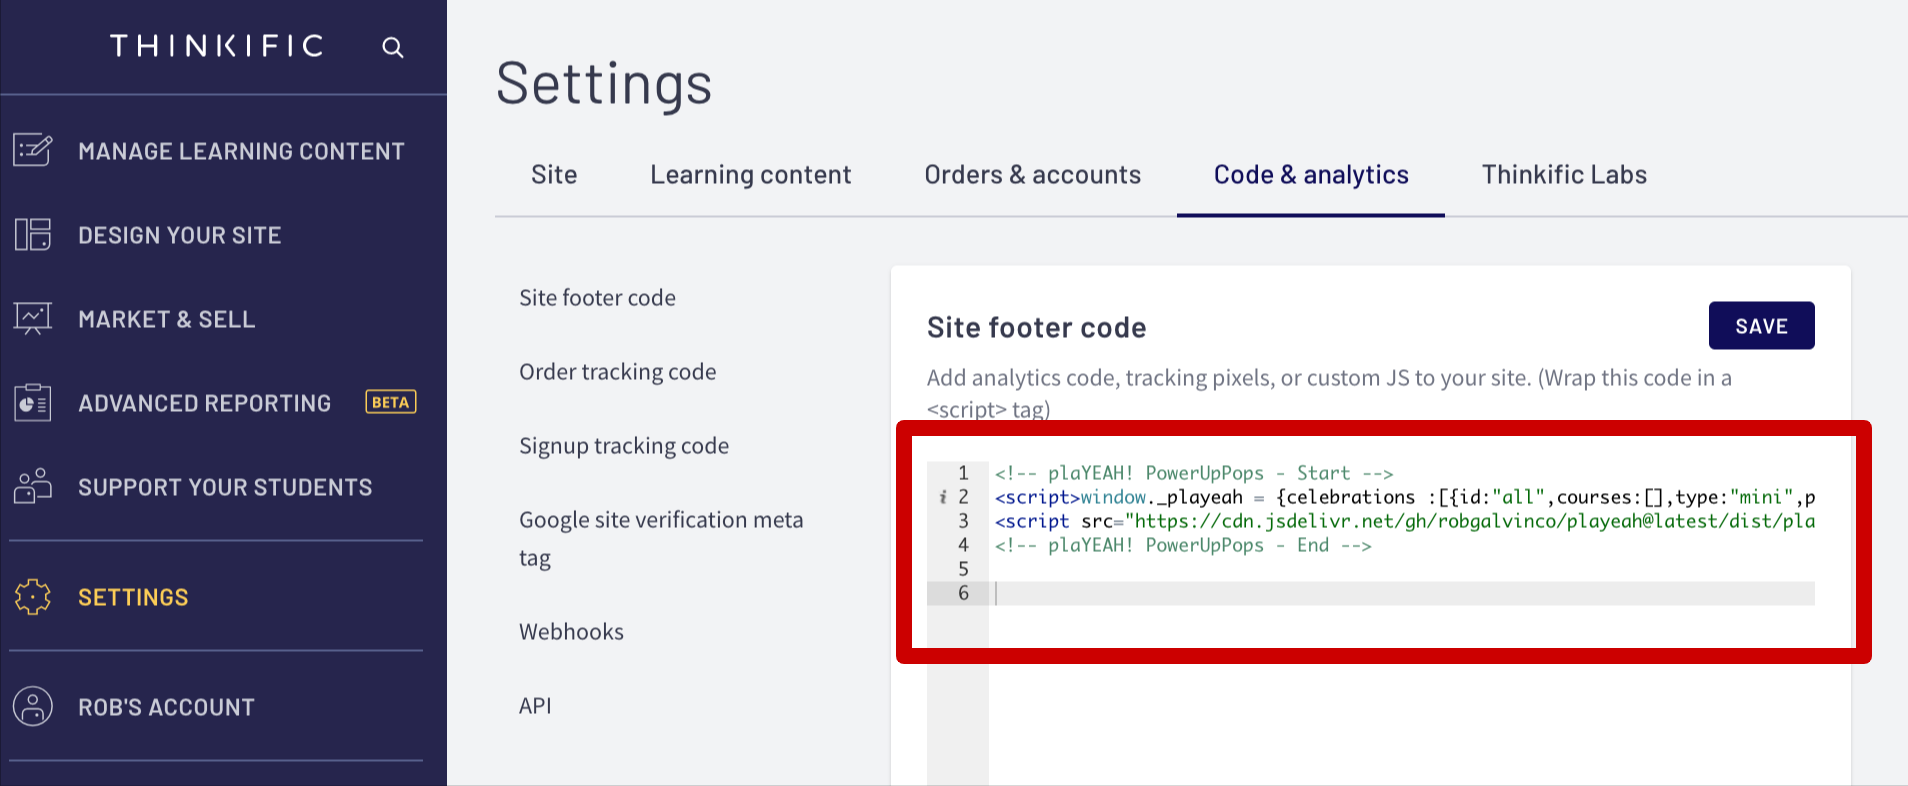 THINKIFIC
MANAGE LEARNING CONTENT
DESIGN YOUR SITE
MARKET & SELL
ADVANCED REPORTING BETA
SUPPORT YOUR STUDENTS
SETTINGS
ROB'S ACCOUNT
Settings
Site Learning content Orders & accounts Code & analytics Thinkific Labs
Site footer code
Order tracking code
Signup tracking code
Google site verification meta
tag
Webhooks
API
Site footer code SAVE
Add analytics code, tracking pixels, or custom JS to your site. (Wrap this code in a
<script> tag)
1 <!-- plaYEAH! PowerUpPops - Start -->
i 2 <script>window._playeah = {celebrations :[{id:"all",courses:[],type:"mini",p
3 <script src="https://cdn.jsdelivr.net/gh/robgalvinco/playeah@latest/dist/pla
4 <!-- plaYEAH! PowerUpPops - End -->
5
6